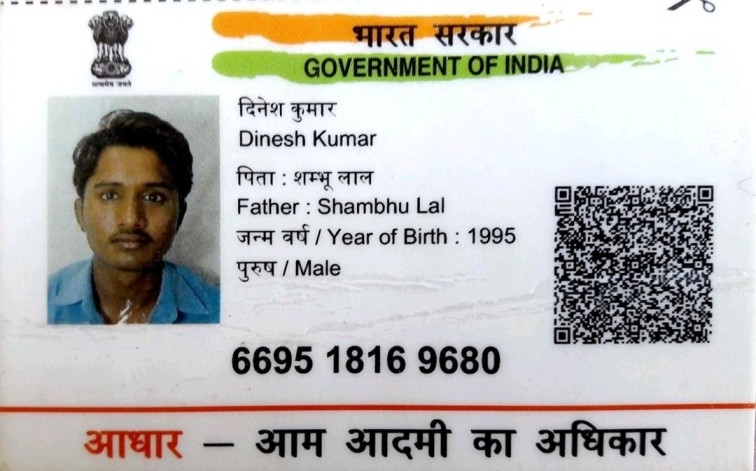 सत्यमेव जयते
भारत सरकार
GOVERNMENT OF INDIA
दिनेश कुमार
Dinesh Kumar
पिता : शम्भू लाल
Father : Shambhu Lal
जन्म वर्ष / Year of Birth : 1995
पुरुष / Male
6695 1816 9680
आधार – आम आदमी का अधिकार